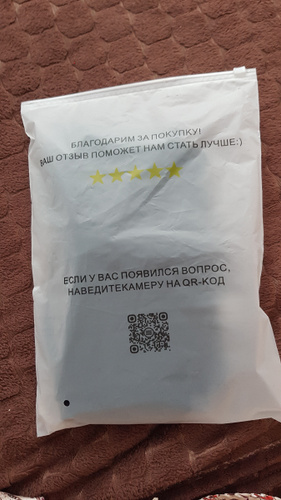 БЛАГОДАРИМ ЗА ПОКУПКУ!
ВАШ ОТЗЫВ ПОМОЖЕТ НАМ СТАТЬ ЛУЧШЕ:)
ЕСЛИ У ВАС ПОЯВИЛСЯ ВОПРОС,
НАВЕДИТЕКАМЕРУ НА QR-КОД